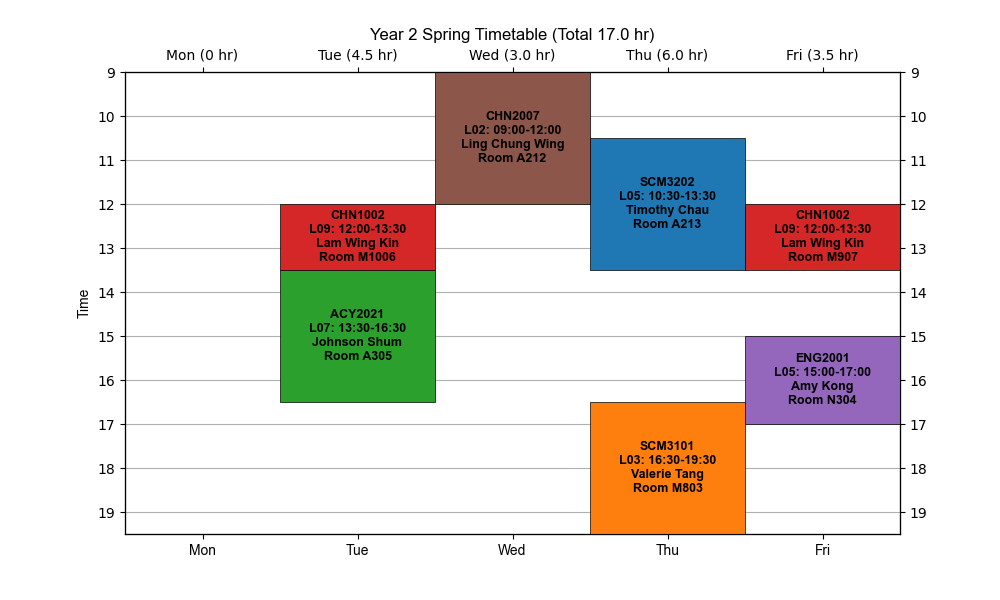 Year 2 Spring Timetable (Total 17.0 hr)
Mon (0 hr) Tue (4.5 hr) Wed (3.0 hr) Thu (6.0 hr) Fri (3.5 hr)
9 9
10 10
11 11
12 12
13 13
14 14
15 15
16 16
17 17
18 18
19 19
Time
CHN1002
L09: 12:00-13:30
Lam Wing Kin
Room M1006
ACY2021
L07: 13:30-16:30
Johnson Shum
Room A305
CHN2007
L02: 09:00-12:00
Ling Chung Wing
Room A212
SCM3202
L05: 10:30-13:30
Timothy Chau
Room A213
SCM3101
L03: 16:30-19:30
Valerie Tang
Room M803
CHN1002
L09: 12:00-13:30
Lam Wing Kin
Room M907
ENG2001
L05: 15:00-17:00
Amy Kong
Room N304
Mon Tue Wed Thu Fri